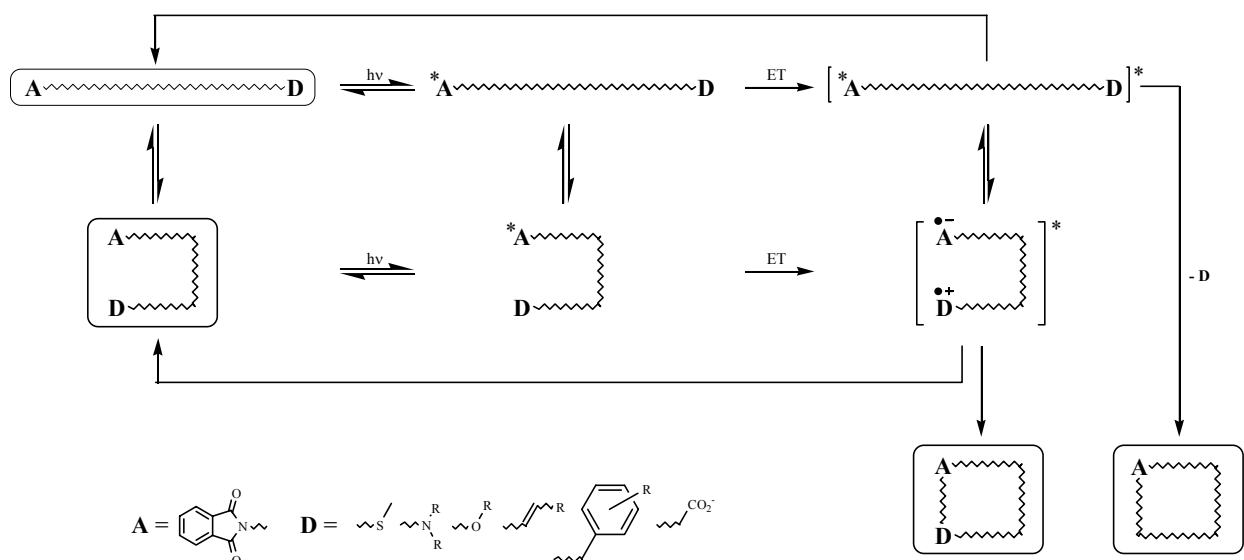 A D hν *A D ET [*A D]*
A *A A •−
hν ET * - D
D D D •+
A A
D
A = O N O D = S N R R O R R R CO2-